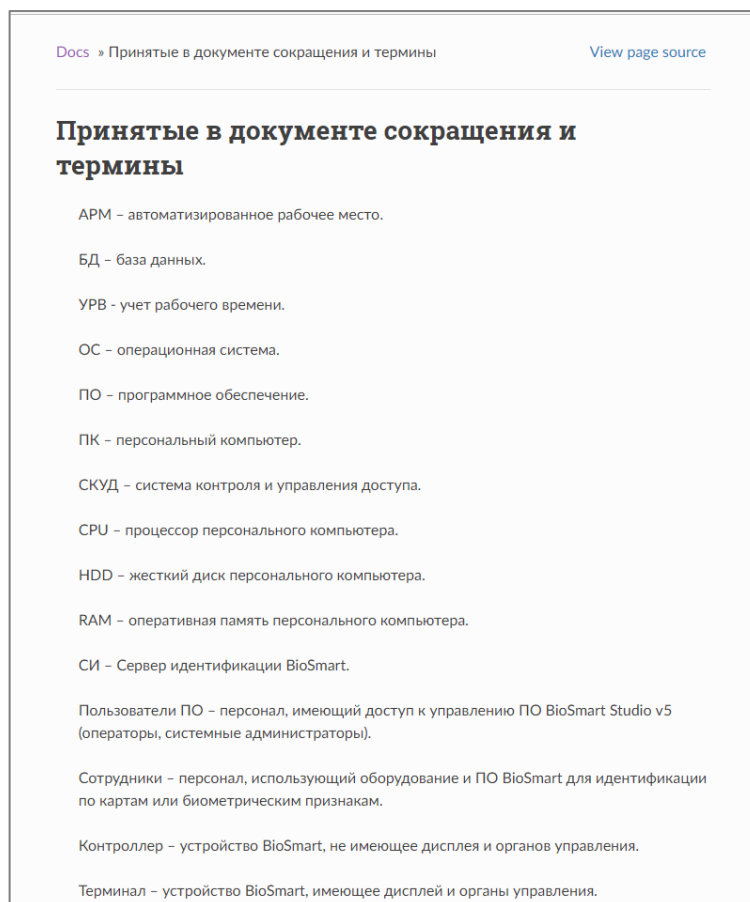 Docs » Принятые в документе сокращения и термины View page source
Принятые в документе сокращения и
термины
АРМ – автоматизированное рабочее место.
БД – база данных.
УРВ - учет рабочего времени.
ОС – операционная система.
ПО – программное обеспечение.
ПК – персональный компьютер.
СКУД – система контроля и управления доступа.
CPU – процессор персонального компьютера.
HDD – жесткий диск персонального компьютера.
RAM – оперативная память персонального компьютера.
СИ – Сервер идентификации BioSmart.
Пользователи ПО – персонал, имеющий доступ к управлению ПО BioSmart Studio v5
(операторы, системные администраторы).
Сотрудники – персонал, использующий оборудование и ПО BioSmart для идентификации
по картам или биометрическим признакам.
Контроллер – устройство BioSmart, не имеющее дисплея и органов управления.
Терминал – устройство BioSmart, имеющее дисплей и органы управления.